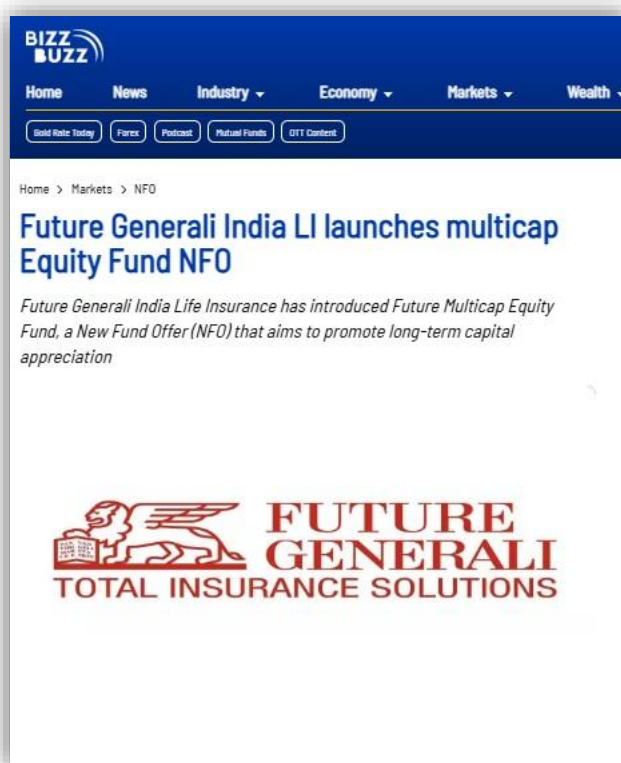 BIZZ
BUZZ
Home News Industry Economy Markets Wealth
Gold Rate Today Forex Podcast Mutual Funds OTT Content
Home > Markets > NFO
Future Generali India LI launches multicap
Equity Fund NFO
Future Generali India Life Insurance has introduced Future Multicap Equity
Fund, a New Fund Offer (NFO) that aims to promote long-term capital
appreciation
FUTURE
GENERALI
TOTAL INSURANCE SOLUTIONS